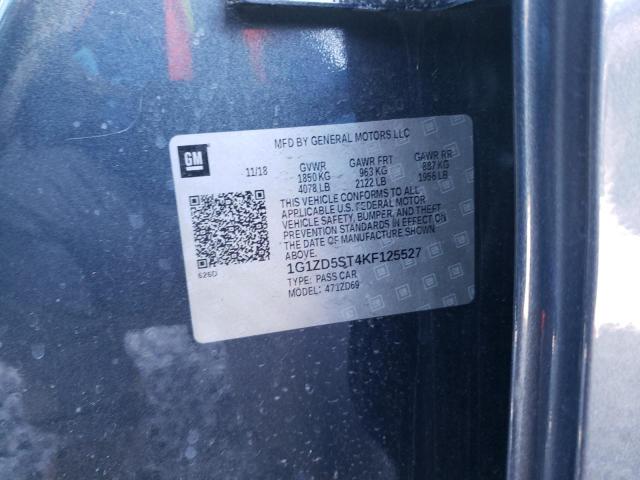 MFD BY GENERAL MOTORS LLC
GM
11/18 GVWR GAWR FRT GAWR RR
1850 KG 963 KG 887 KG
4078 LB 2122 LB 1956 LB
THIS VEHICLE CONFORMS TO ALL
APPLICABLE U.S. FEDERAL MOTOR
VEHICLE SAFETY, BUMPER, AND THEFT
PREVENTION STANDARDS IN EFFECT ON
THE DATE OF MANUFACTURE SHOWN
ABOVE.
1G1ZD5ST4KF125527
626D
TYPE: PASS CAR
MODEL: 471ZD69